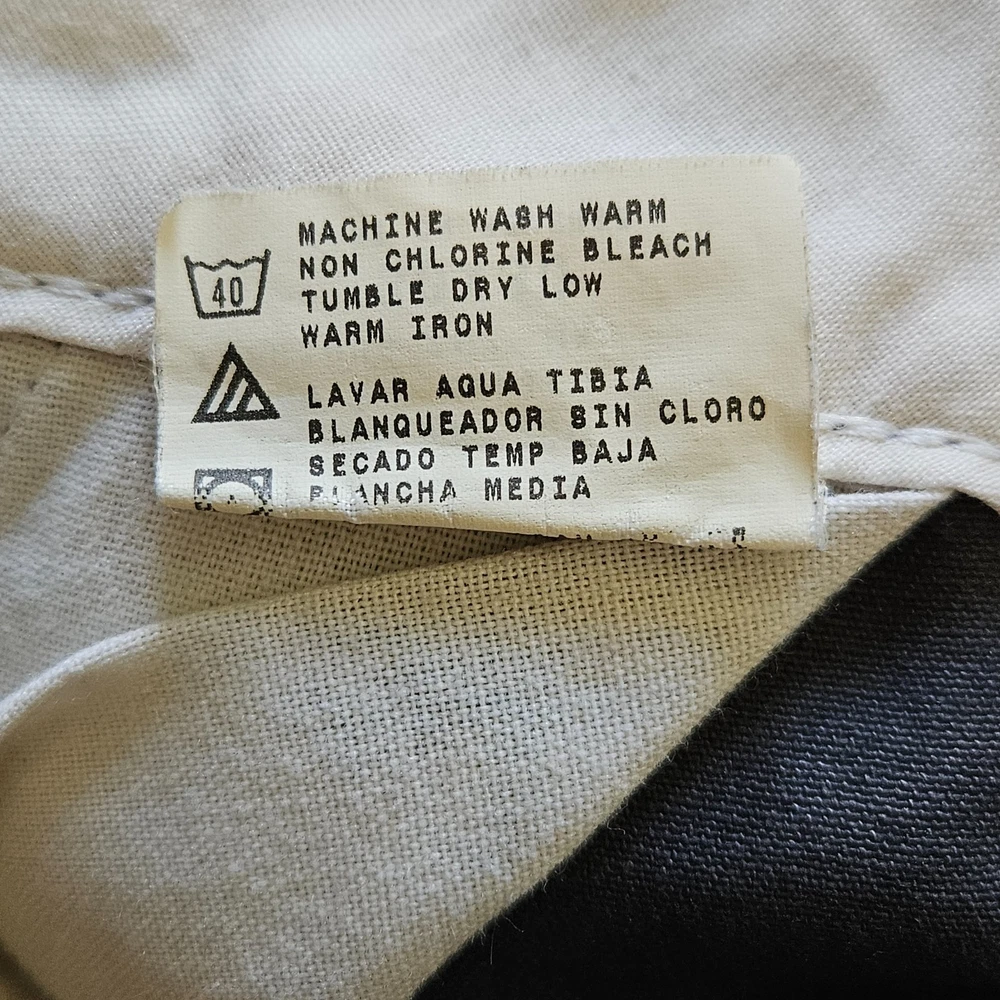 MACHINE WASH WARM
NON CHLORINE BLEACH
40
TUMBLE DRY LOW
WARM IRON
LAVAR AQUA TIBIA
BLANQUEADOR SIN CLORO
SECADO TEMP BAJA
PLANCHA MEDIA